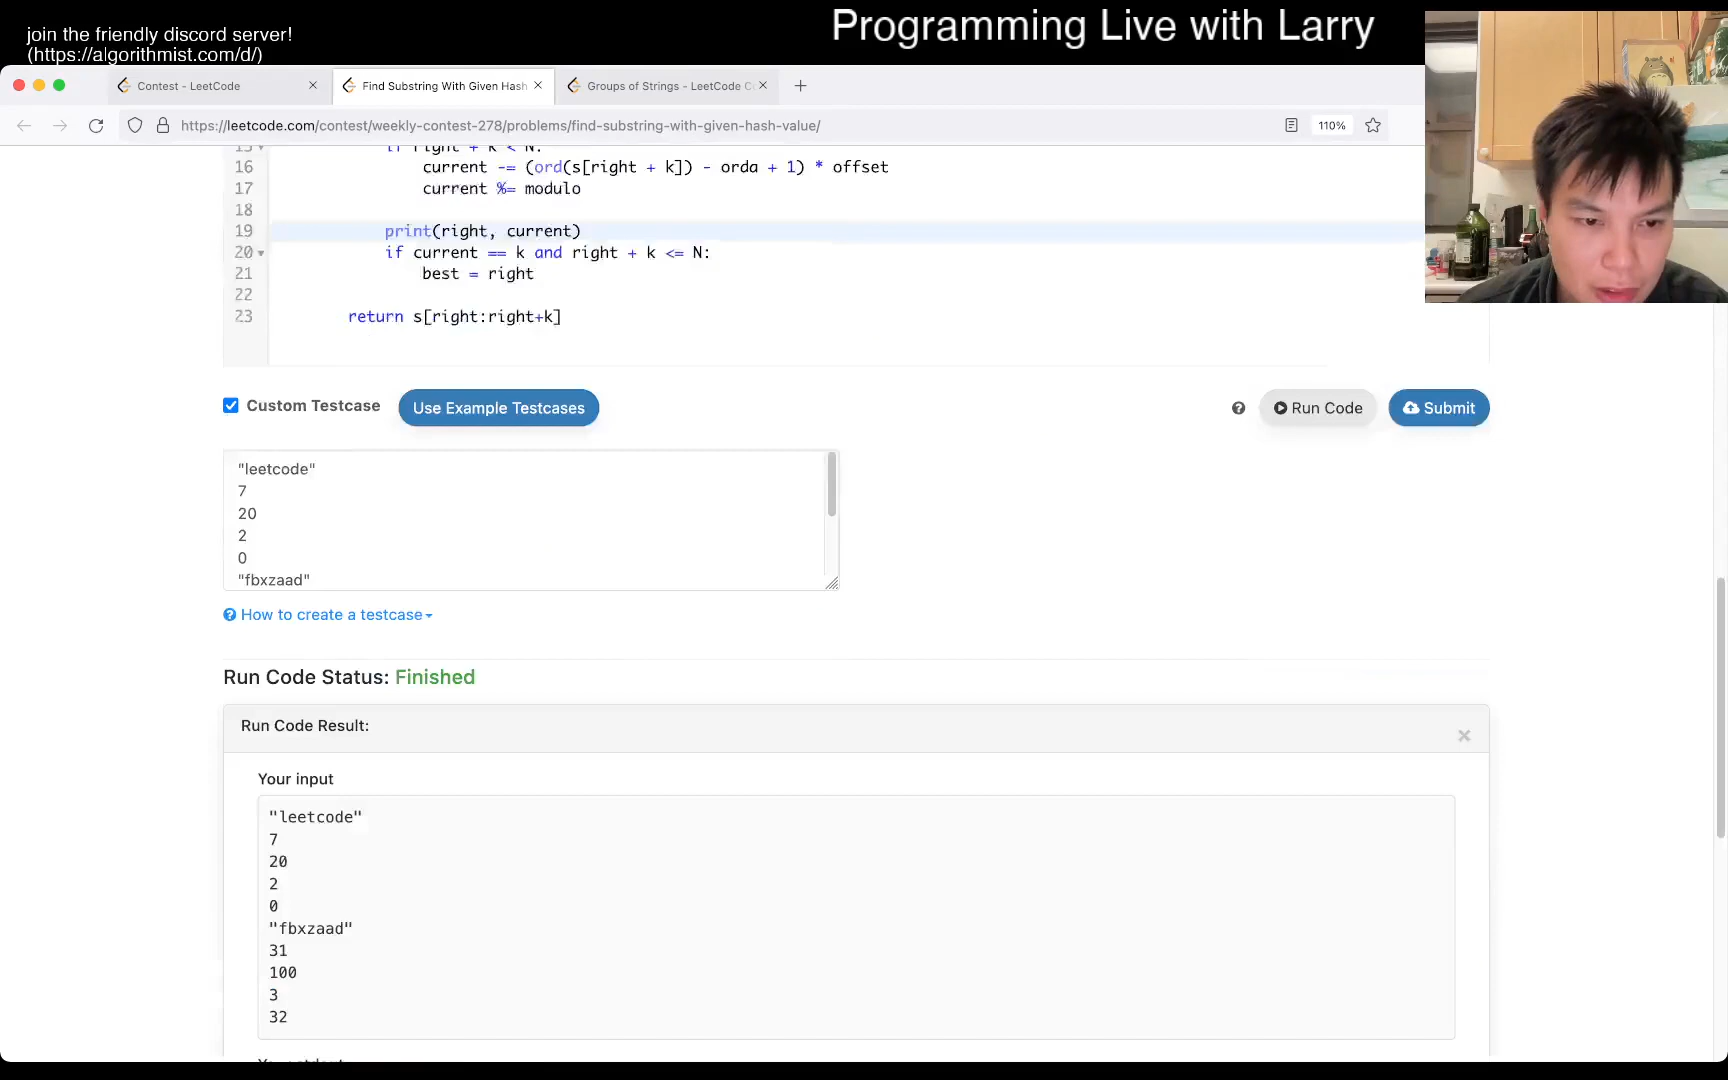 join the friendly discord server!
(https://algorithmist.com/d/)
Programming Live with Larry
Contest - LeetCode
Find Substring With Given Hash
Groups of Strings - LeetCode C
https://leetcode.com/contest/weekly-contest-278/problems/find-substring-with-given-hash-value/
110%
15 if right + k < N:
16 current -= (ord(s[right + k]) - orda + 1) * offset
17 current %= modulo
18
19 print(right, current)
20 if current == k and right + k <= N:
21 best = right
22
23 return s[right:right+k]
Custom Testcase
Use Example Testcases
Run Code
Submit
"leetcode"
7
20
2
0
"fbxzaad"
How to create a testcase
Run Code Status: Finished
Run Code Result:
Your input
"leetcode"
7
20
2
0
"fbxzaad"
31
100
3
32